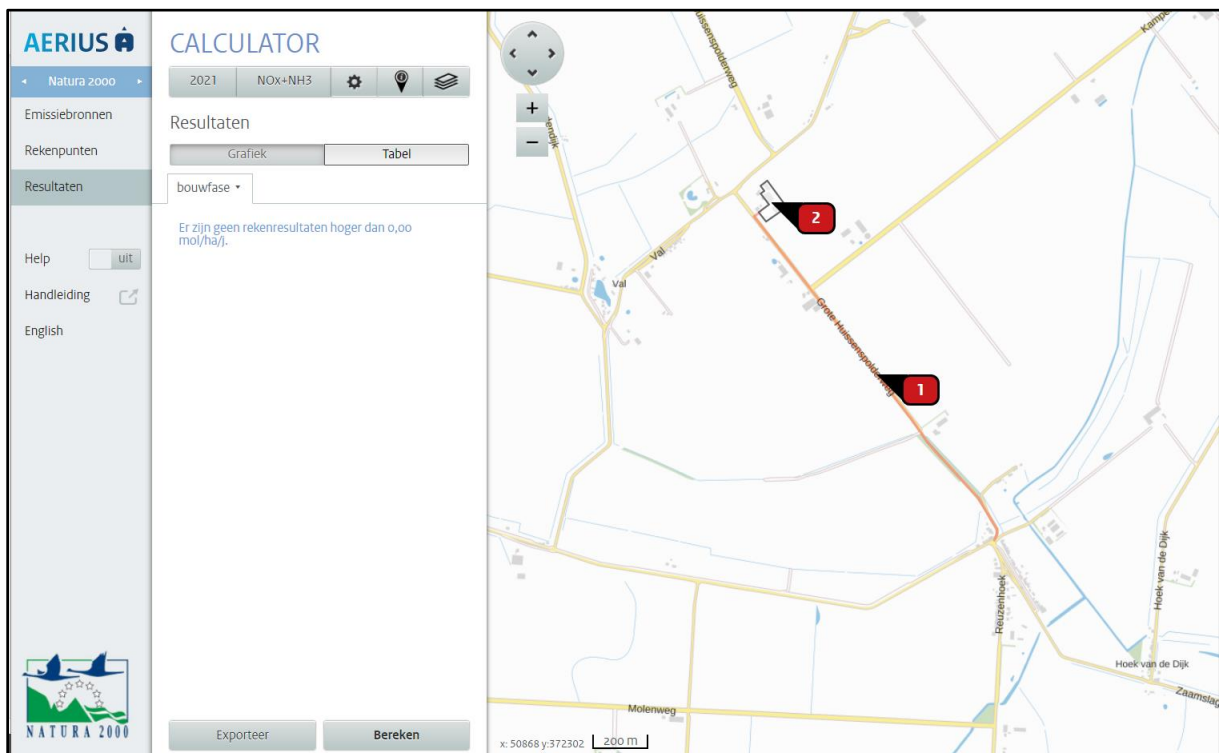 AERIUS
Natura 2000
Emissiebronnen
Rekenpunten
Resultaten
Help
uit
Handleiding
English
NATURA 2000
CALCULATOR
2021
NOx+NH3
Resultaten
Grafiek
Tabel
bouwfase
Er zijn geen rekenresultaten hoger dan 0,00
mol/ha/j.
Exporteer
Bereken
+
−
Val
Val
2
Grote Huissenspolderweg
1
Reuzenhoek
Hoek van de Dijk
Hoek van de Dijk
Molenweg
x: 50868 y:372302
200 m